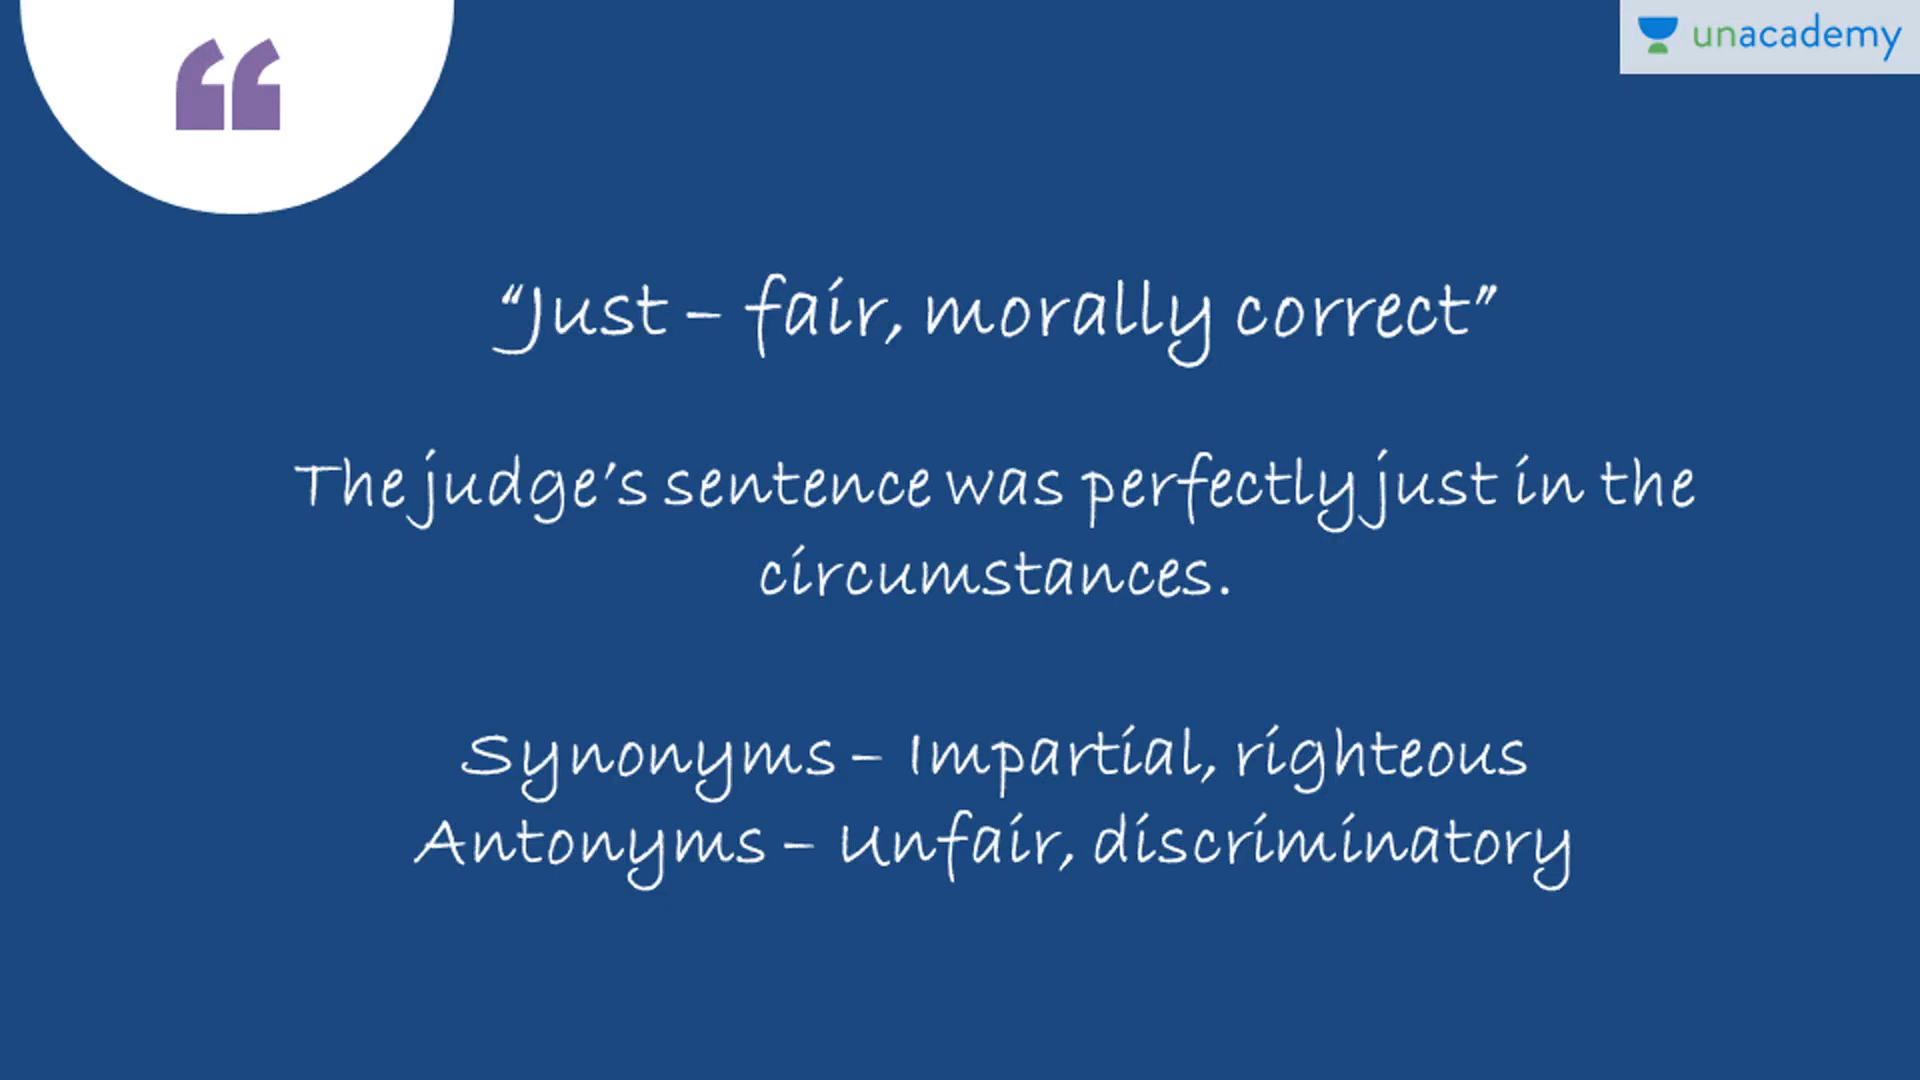 unacademy
“Just – fair, morally correct”
The judge’s sentence was perfectly just in the
circumstances.
Synonyms – Impartial, righteous
Antonyms – Unfair, discriminatory